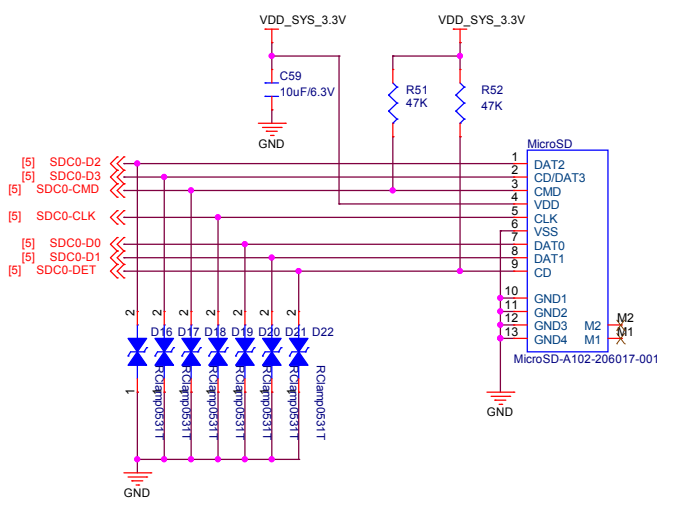 VDD_SYS_3.3V VDD_SYS_3.3V
C59
10uF/6.3V
R51
47K
R52
47K
GND
MicroSD
[5] SDC0-D2 1 DAT2
[5] SDC0-D3 2 CD/DAT3
[5] SDC0-CMD 3 CMD
4 VDD
[5] SDC0-CLK 5 CLK
6 VSS
[5] SDC0-D0 7 DAT0
[5] SDC0-D1 8 DAT1
[5] SDC0-DET 9 CD
10 GND1
11 GND2
12 GND3 M2 M2
13 GND4 M1 M1
MicroSD-A102-206017-001
GND
2 2 2 2 2 2 2
D16 D17 D18 D19 D20 D21 D22
RClamp0531T RClamp0531T RClamp0531T RClamp0531T RClamp0531T RClamp0531T RClamp0531T
1
GND